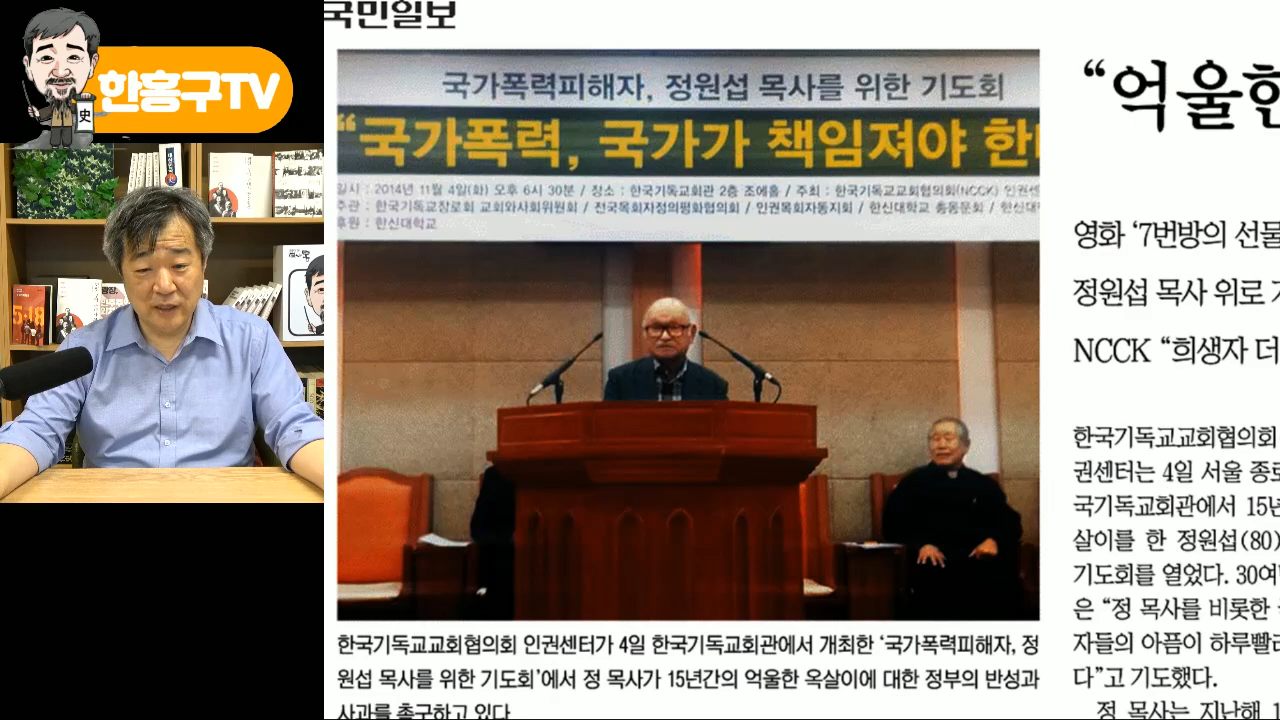 한홍구TV
史
5·18
국민일보
국가폭력피해자, 정원섭 목사를 위한 기도회
“국가폭력, 국가가 책임져야 한
일시 : 2014년 11월 4일(화) 오후 6시 30분 / 장소 : 한국기독교회관 2층 조에홀 / 주최 : 한국기독교교회협의회(NCCK) 인권센
주관 : 한국기독교장로회 교회와사회위원회 / 전국목회자정의평화협의회 / 인권목회자동지회 / 한신대학교 총동문회 / 한신대
후원 : 한신대학교
한국기독교교회협의회 인권센터가 4일 한국기독교회관에서 개최한 ‘국가폭력피해자, 정
원섭 목사를 위한 기도회’에서 정 목사가 15년간의 억울한 옥살이에 대한 정부의 반성과
사과를 촉구하고 있다
“억울한
영화 ‘7번방의 선물
정원섭 목사 위로
NCCK “희생자 더
한국기독교교회협의회
권센터는 4일 서울 종로
국기독교회관에서 15년
살이를 한 정원섭(80)
기도회를 열었다. 30여
은 “정 목사를 비롯한
자들의 아픔이 하루빨리
다”고 기도했다.
정 목사는 지난해 1